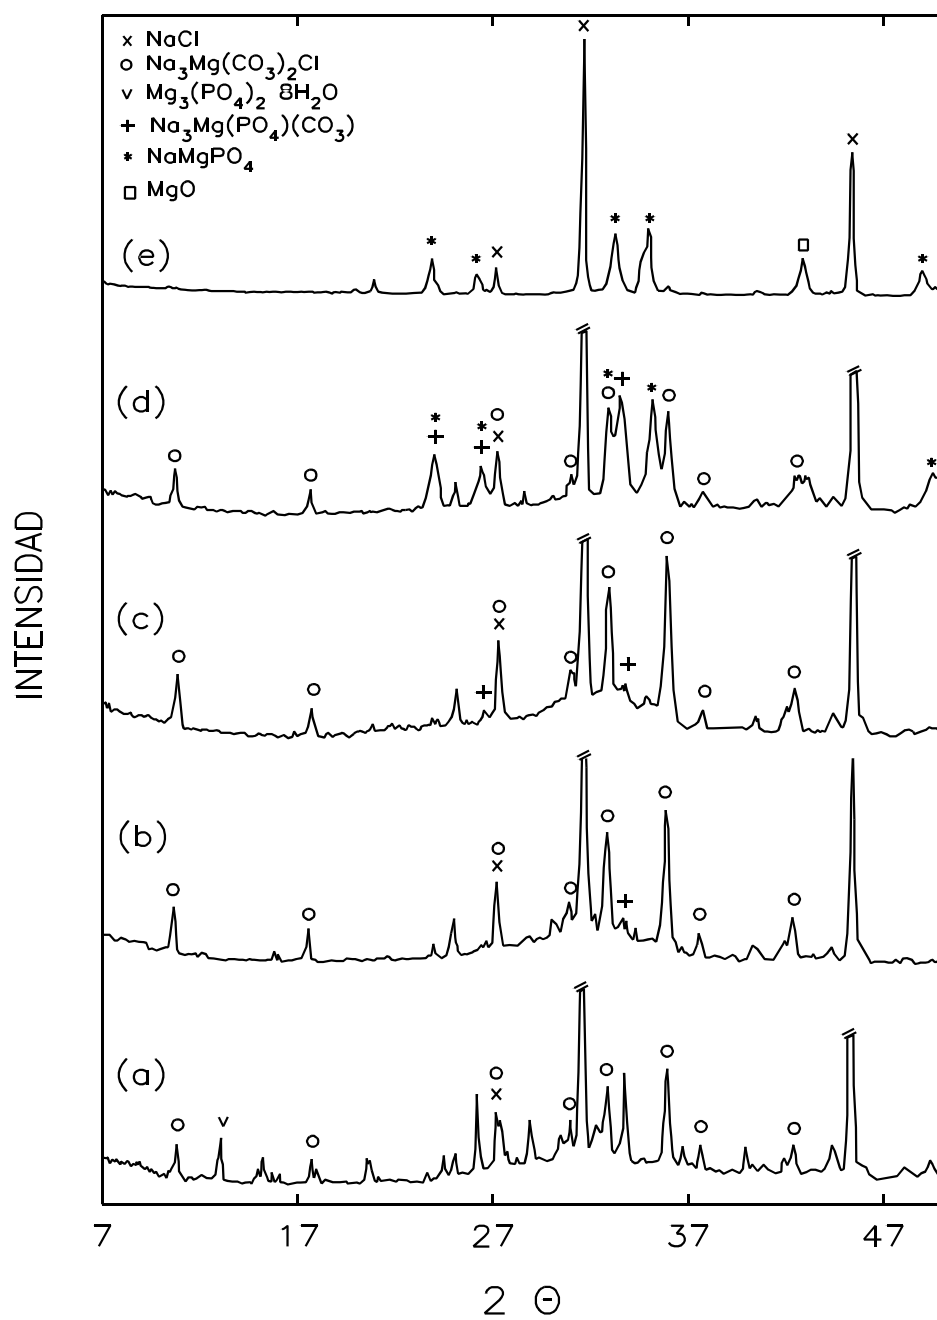 × NaCl
○ Na₃Mg(CO₃)₂Cl
∨ Mg₃(PO₄)₂ 8H₂O
+ Na₃Mg(PO₄)(CO₃)
* NaMgPO₄
□ MgO
(e)
(d)
(c)
(b)
(a)
INTENSIDAD
7 17 27 37 47
2 Θ